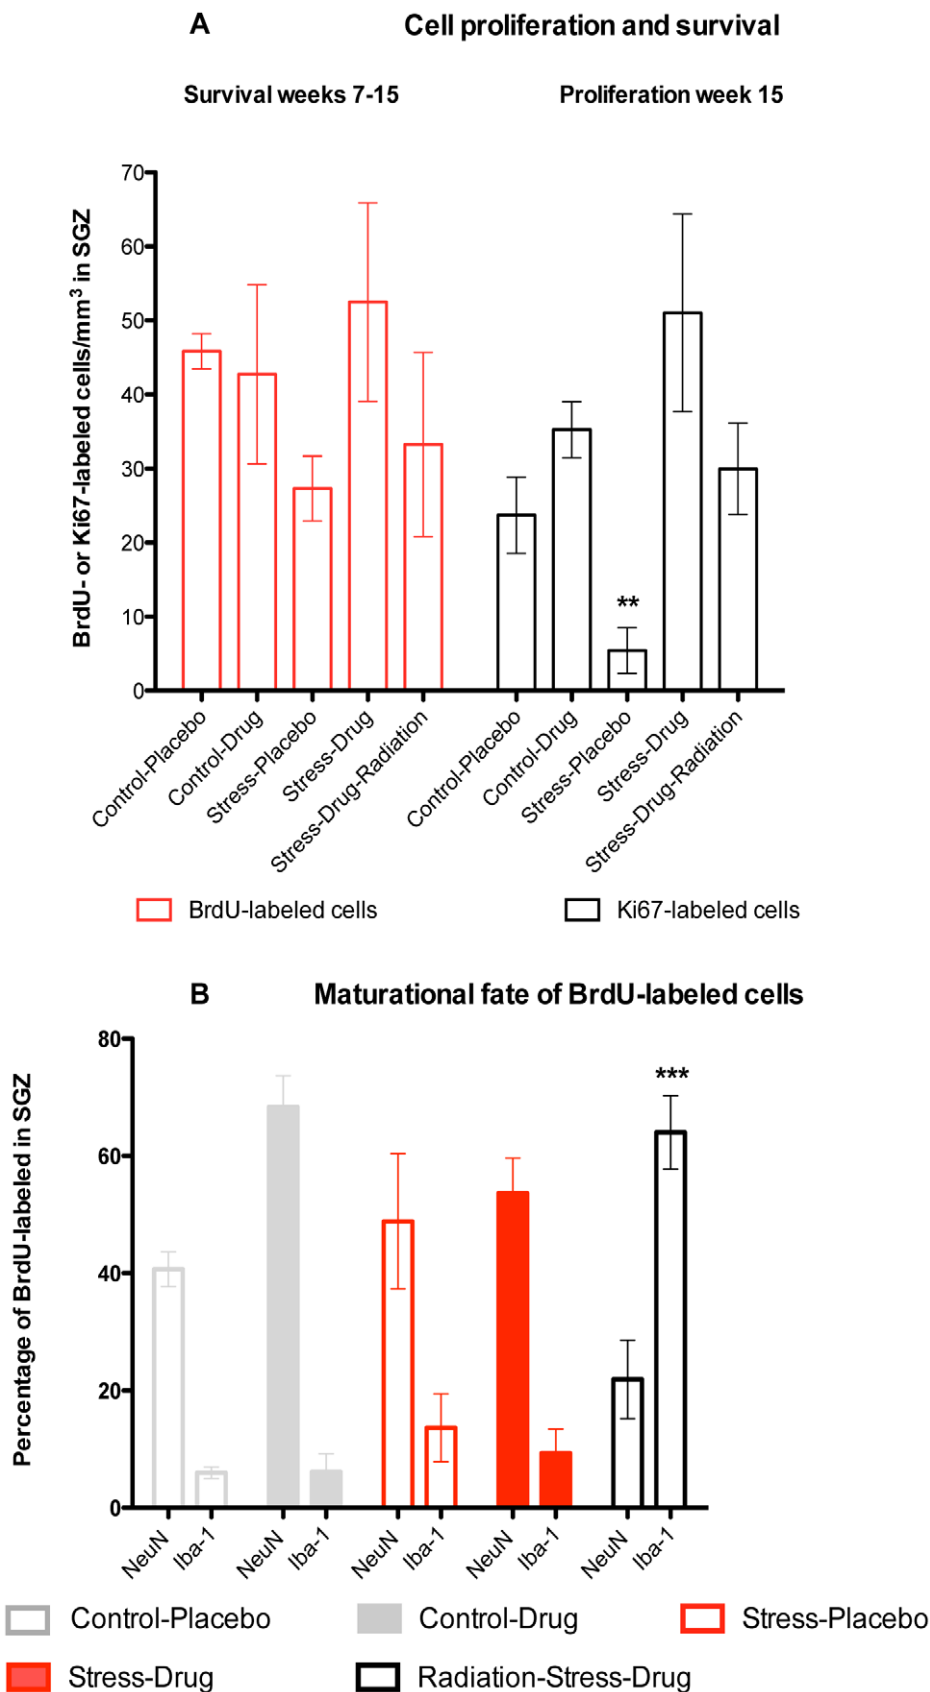 A Cell proliferation and survival
Survival weeks 7-15 Proliferation week 15
BrdU- or Ki67-labeled cells/mm³ in SGZ
70
60
50
40
30
20
10
0
Control-Placebo
Control-Drug
Stress-Placebo
Stress-Drug
Stress-Drug-Radiation
**
Control-Placebo
Control-Drug
Stress-Placebo
Stress-Drug
Stress-Drug-Radiation
BrdU-labeled cells Ki67-labeled cells
B Maturational fate of BrdU-labeled cells
Percentage of BrdU-labeled in SGZ
80
60
40
20
0
***
NeuN Iba-1 NeuN Iba-1 NeuN Iba-1 NeuN Iba-1 NeuN Iba-1
Control-Placebo Control-Drug Stress-Placebo
Stress-Drug Radiation-Stress-Drug